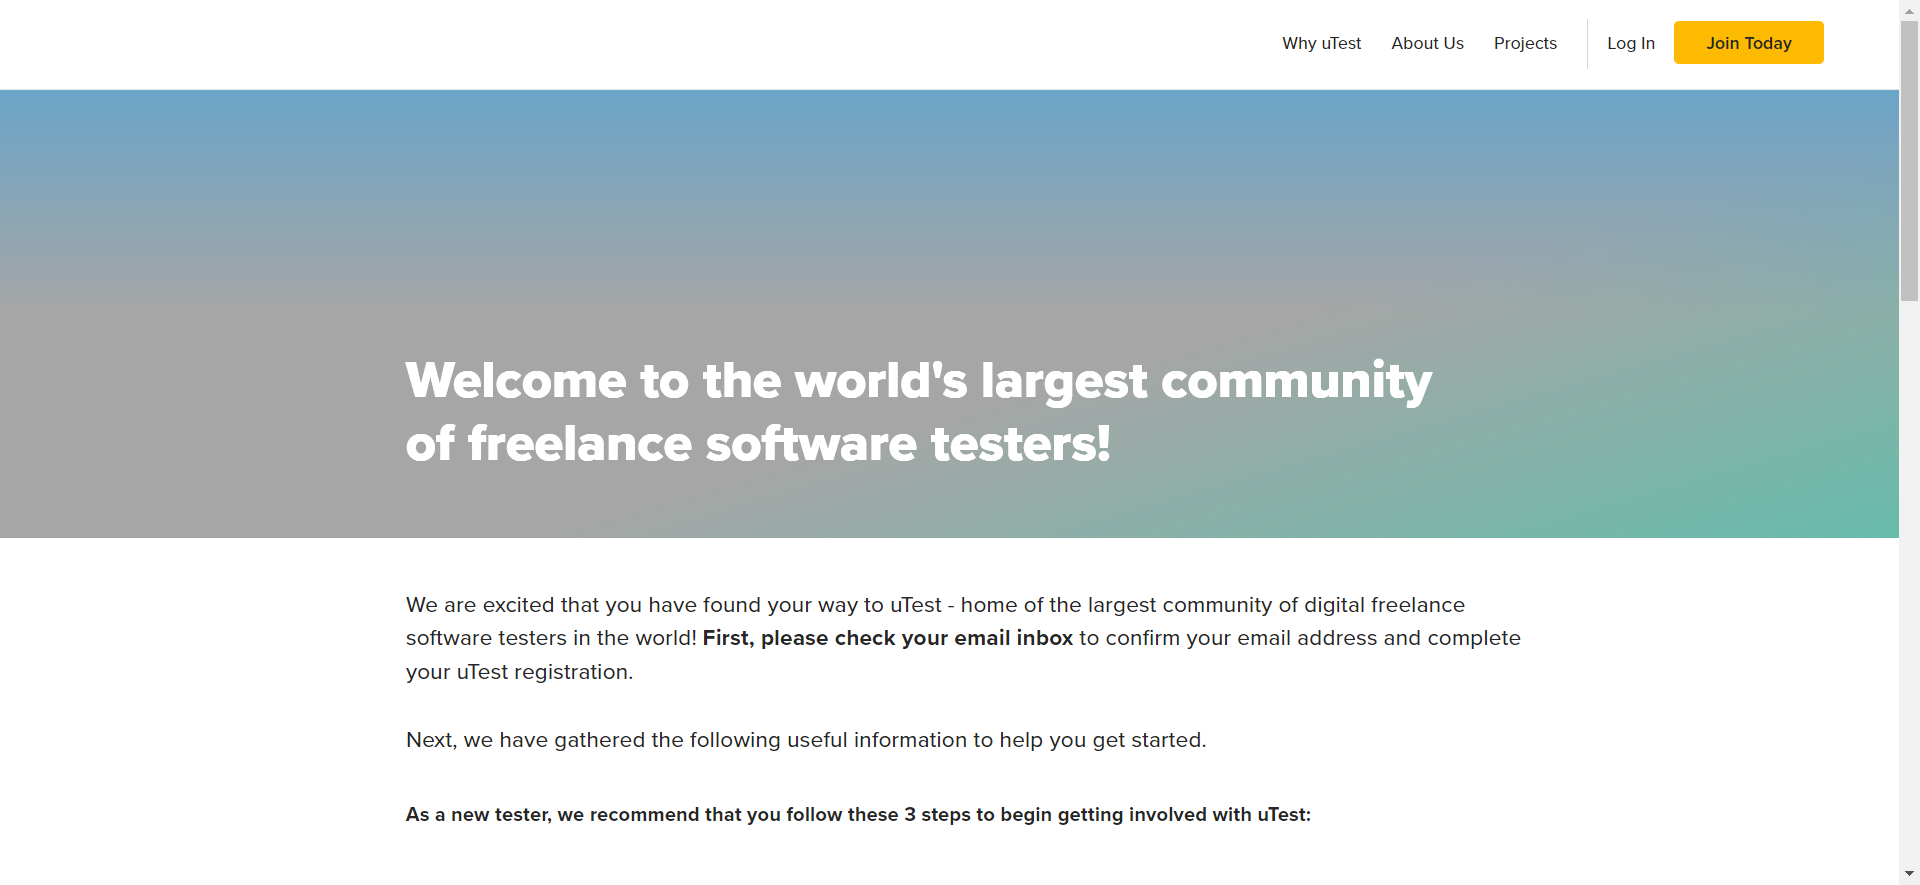 Why uTest About Us Projects Log In Join Today
Welcome to the world's largest community
of freelance software testers!
We are excited that you have found your way to uTest - home of the largest community of digital freelance
software testers in the world! First, please check your email inbox to confirm your email address and complete
your uTest registration.
Next, we have gathered the following useful information to help you get started.
As a new tester, we recommend that you follow these 3 steps to begin getting involved with uTest: